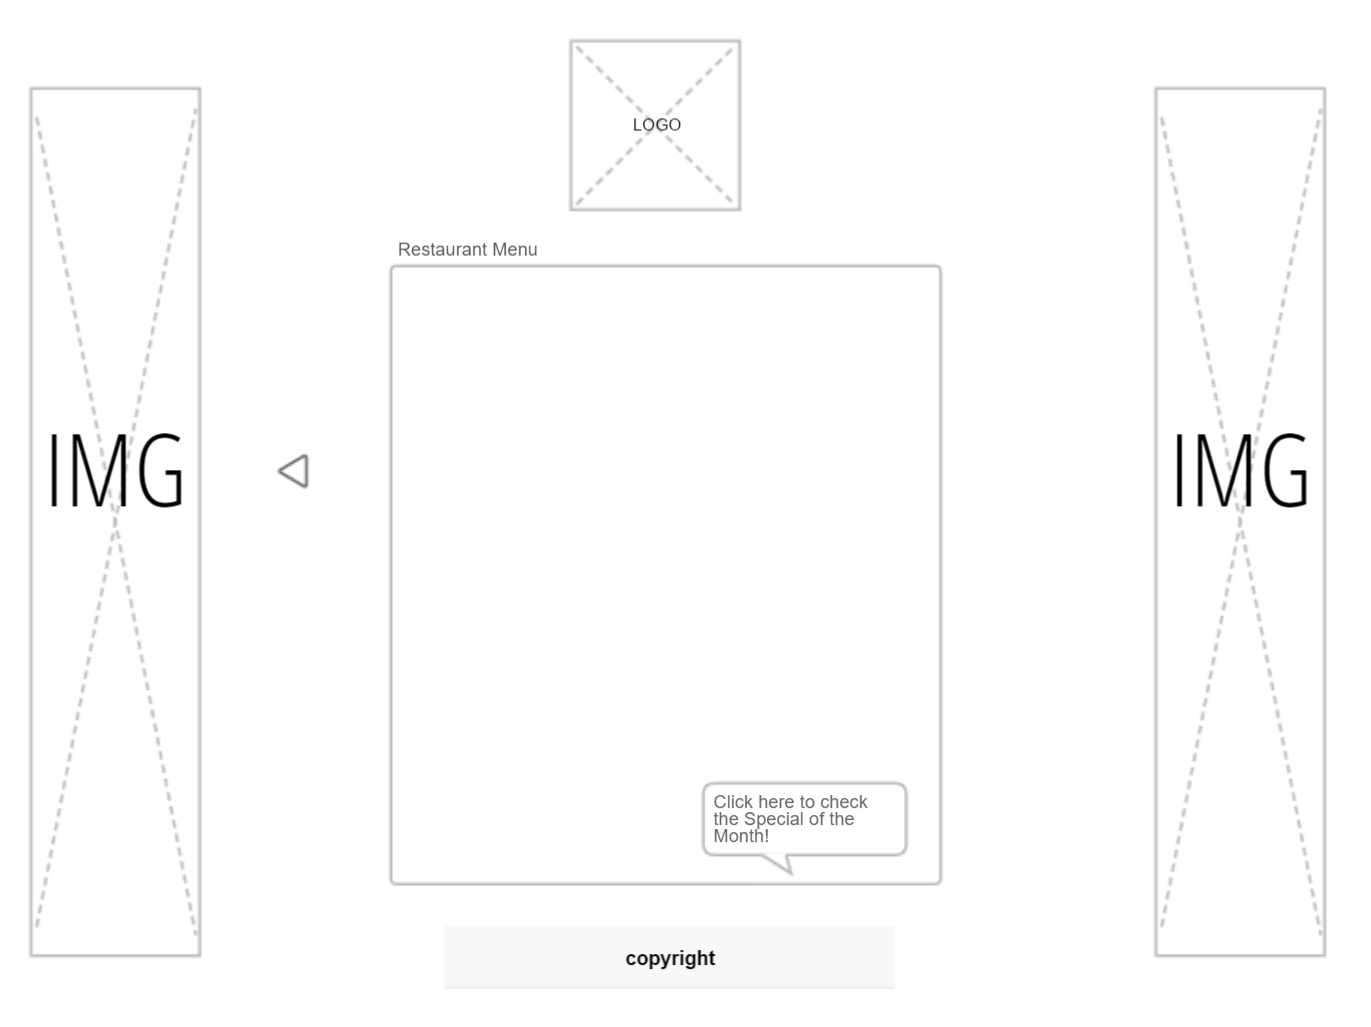 LOGO
Restaurant Menu
IMG
IMG
Click here to check
the Special of the
Month!
copyright